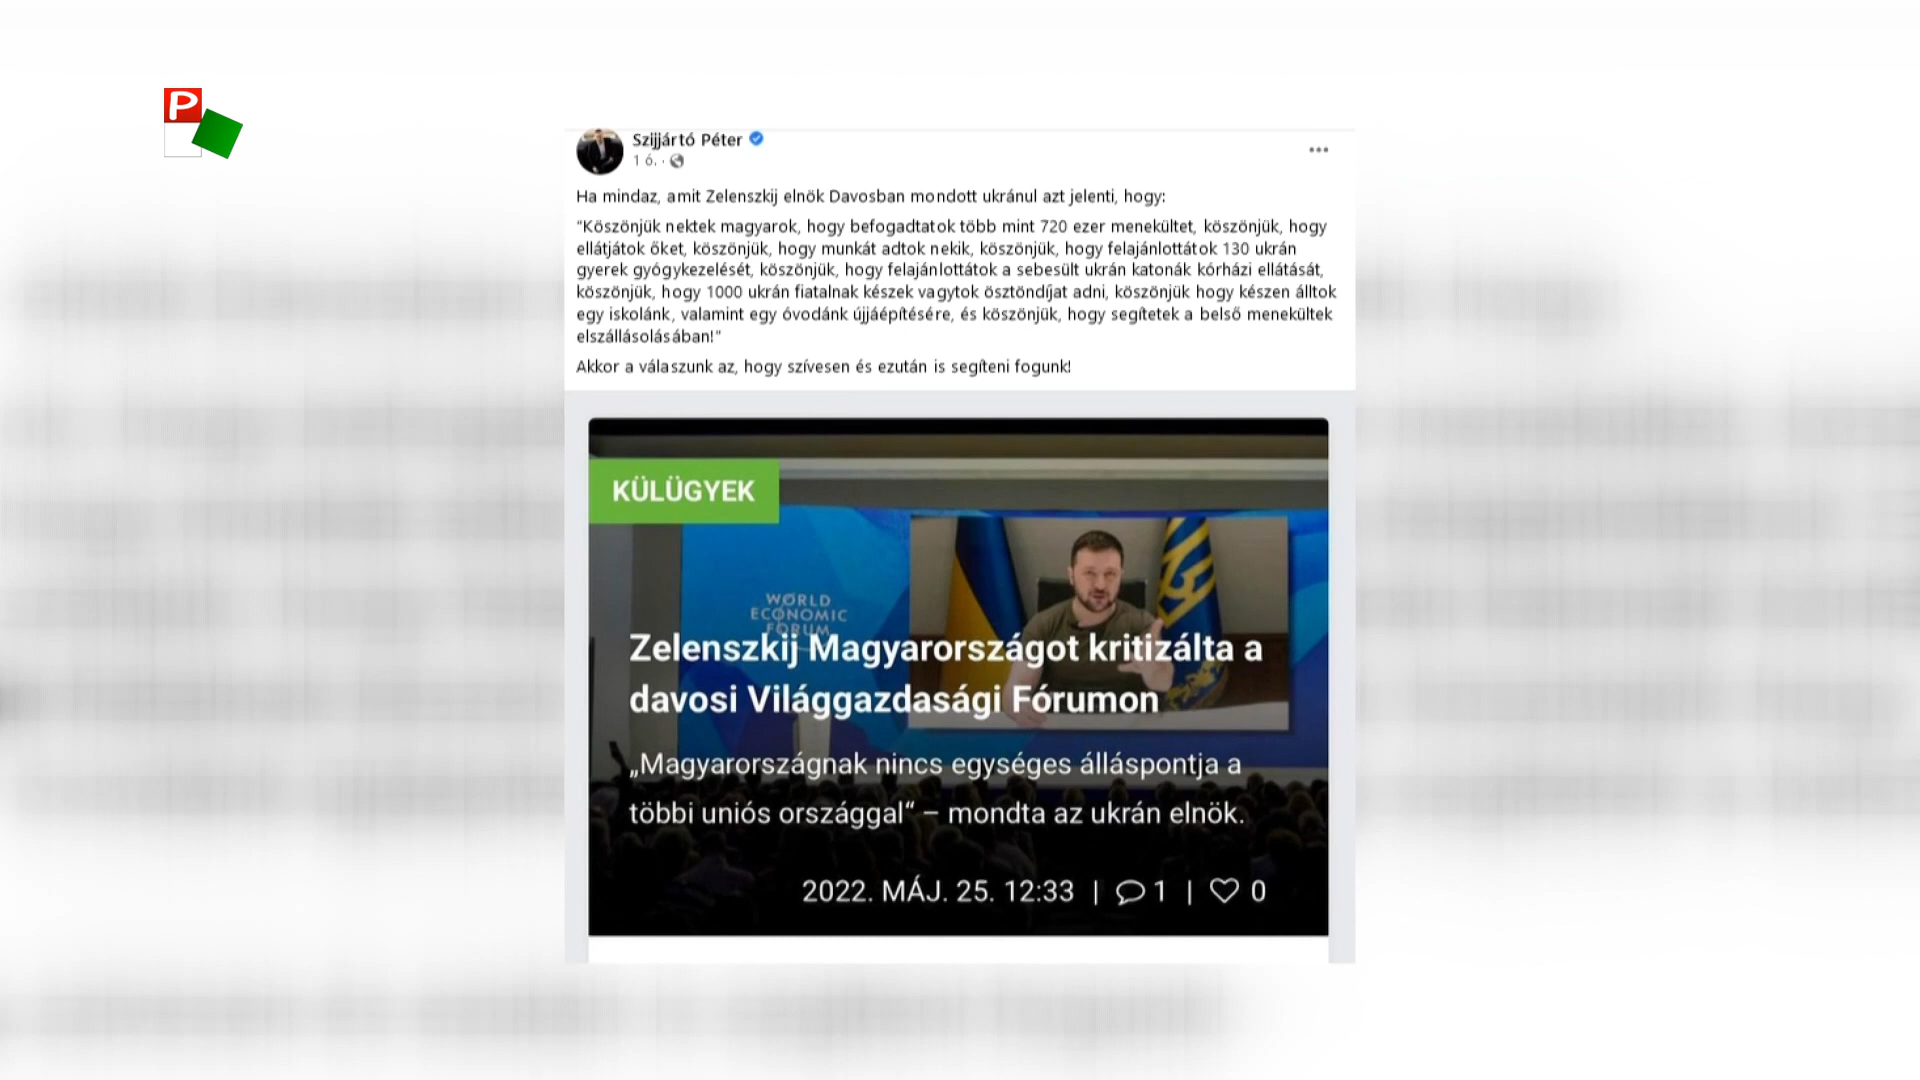 P
Szijjártó Péter
1 ó. ·
Ha mindaz, amit Zelenszkij elnök Davosban mondott ukránul azt jelenti, hogy:
“Köszönjük nektek magyarok, hogy befogadtatok több mint 720 ezer menekültet, köszönjük, hogy
ellátjátok őket, köszönjük, hogy munkát adtok nekik, köszönjük, hogy felajánlottátok 130 ukrán
gyerek gyógykezelését, köszönjük, hogy felajánlottátok a sebesült ukrán katonák kórházi ellátását,
köszönjük, hogy 1000 ukrán fiatalnak készek vagytok ösztöndíjat adni, köszönjük hogy készen álltok
egy iskolánk, valamint egy óvodánk újjáépítésére, és köszönjük, hogy segítetek a belső menekültek
elszállásolásában!”
Akkor a válaszunk az, hogy szívesen és ezután is segíteni fogunk!
KÜLÜGYEK
WORLD
ECONOMIC
FORUM
Zelenszkij Magyarországot kritizálta a
davosi Világgazdasági Fórumon
„Magyarországnak nincs egységes álláspontja a
többi uniós országgal“ – mondta az ukrán elnök.
2022. MÁJ. 25. 12:33 | 1 | 0